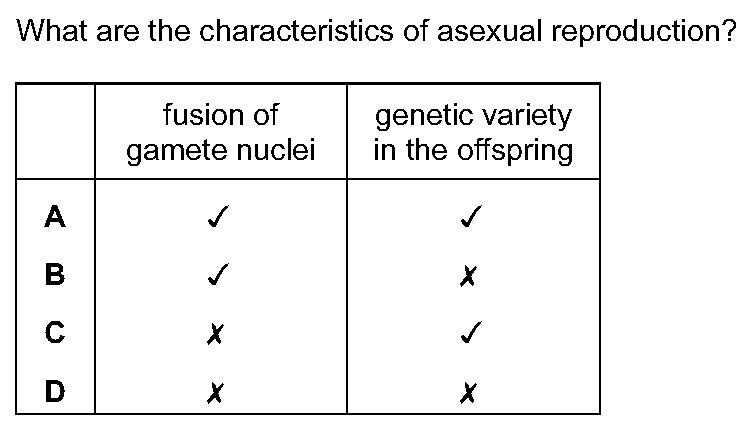 What are the characteristics of asexual reproduction?
fusion of gamete nuclei genetic variety in the offspring
A ✓ ✓
B ✓ ✗
C ✗ ✓
D ✗ ✗